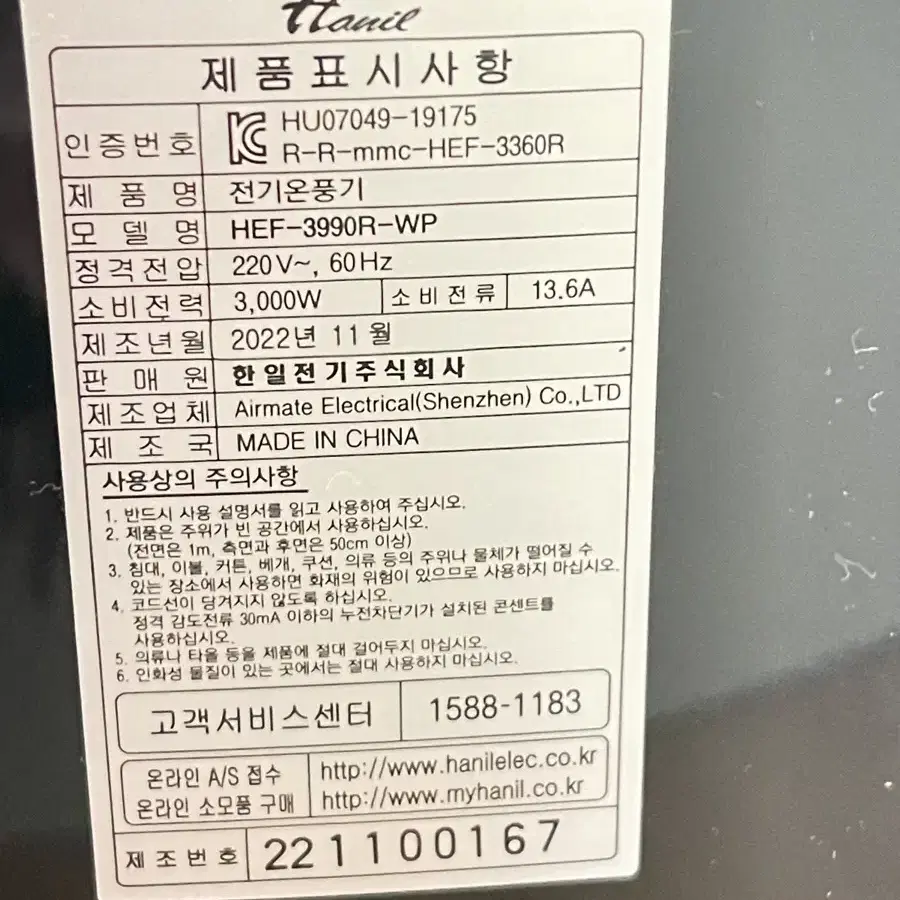 Hanil
제품표시사항
인증번호 HU07049-19175
R-R-mmc-HEF-3360R
제품명 전기온풍기
모델명 HEF-3990R-WP
정격전압 220V~, 60Hz
소비전력 3,000W 소비전류 13.6A
제조년월 2022년 11월
판매원 한일전기주식회사
제조업체 Airmate Electrical(Shenzhen) Co.,LTD
제조국 MADE IN CHINA
사용상의 주의사항
1. 반드시 사용 설명서를 읽고 사용하여 주십시오.
2. 제품은 주위가 빈 공간에서 사용하십시오.
(전면은 1m, 측면과 후면은 50cm 이상)
3. 침대, 이불, 커튼, 베개, 쿠션, 의류 등의 주위나 물체가 떨어질 수
있는 장소에서 사용하면 화재의 위험이 있으므로 사용하지 마십시오.
4. 코드선이 당겨지지 않도록 하십시오.
정격 감도전류 30mA 이하의 누전차단기가 설치된 콘센트를
사용하십시오.
5. 의류나 타올 등을 제품에 절대 걸어두지 마십시오.
6. 인화성 물질이 있는 곳에서는 절대 사용하지 마십시오.
고객서비스센터 1588-1183
온라인 A/S 접수 http://www.hanilelec.co.kr
온라인 소모품 구매 http://www.myhanil.co.kr
제조번호 221100167